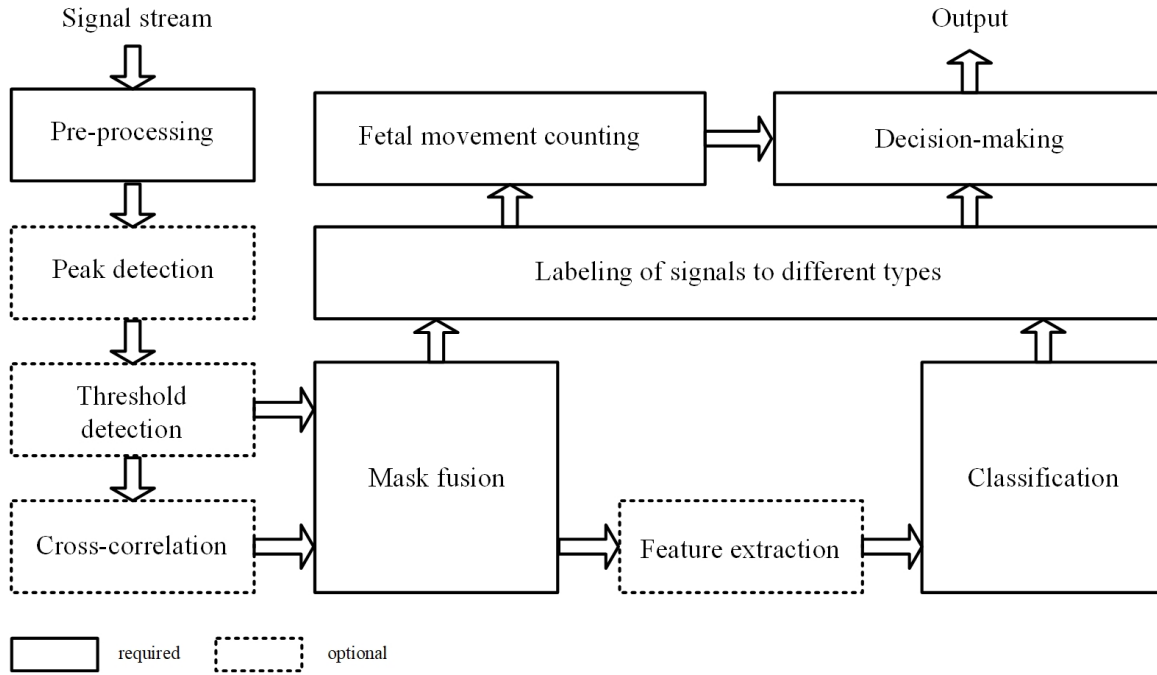 Signal stream
Output
Pre-processing
Fetal movement counting
Decision-making
Peak detection
Labeling of signals to different types
Threshold
detection
Mask fusion
Classification
Cross-correlation
Feature extraction
required
optional